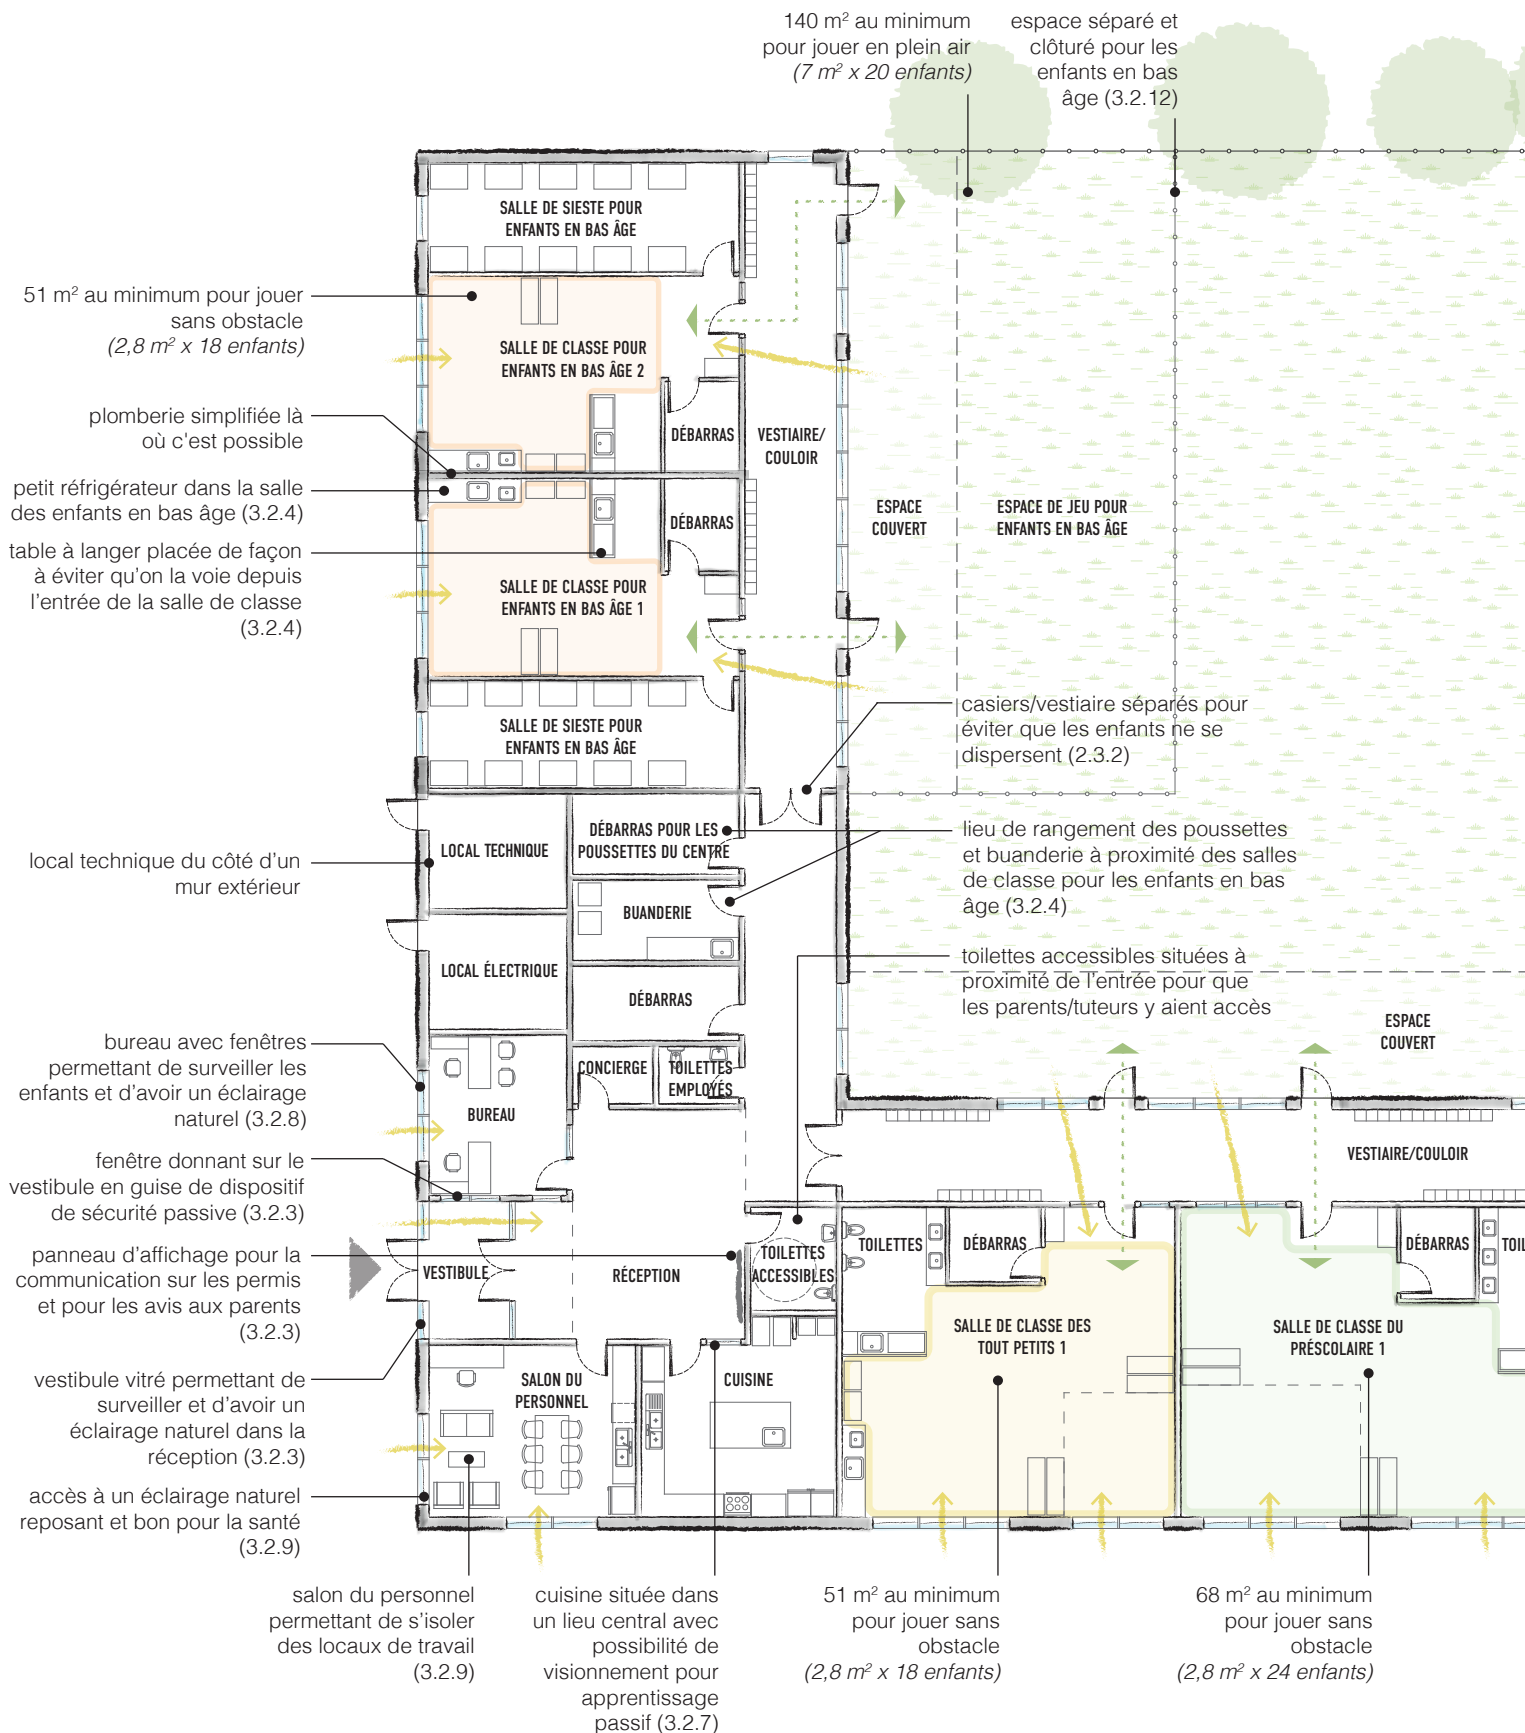 140 m² au minimum
pour jouer en plein air
(7 m² x 20 enfants)
espace séparé et
clôturé pour les
enfants en bas
âge (3.2.12)
SALLE DE SIESTE POUR
ENFANTS EN BAS ÂGE
51 m² au minimum pour jouer
sans obstacle
(2,8 m² x 18 enfants)
SALLE DE CLASSE POUR
ENFANTS EN BAS ÂGE 2
plomberie simplifiée là
où c'est possible
DÉBARRAS
VESTIAIRE/
COULOIR
petit réfrigérateur dans la salle
des enfants en bas âge (3.2.4)
DÉBARRAS
ESPACE
COUVERT
ESPACE DE JEU POUR
ENFANTS EN BAS ÂGE
table à langer placée de façon
à éviter qu'on la voie depuis
l'entrée de la salle de classe
(3.2.4)
SALLE DE CLASSE POUR
ENFANTS EN BAS ÂGE 1
SALLE DE SIESTE POUR
ENFANTS EN BAS ÂGE
casiers/vestiaire séparés pour
éviter que les enfants ne se
dispersent (2.3.2)
local technique du côté d'un
mur extérieur
LOCAL TECHNIQUE
DÉBARRAS POUR LES
POUSSETTES DU CENTRE
lieu de rangement des poussettes
et buanderie à proximité des salles
de classe pour les enfants en bas
âge (3.2.4)
BUANDERIE
LOCAL ÉLECTRIQUE
DÉBARRAS
toilettes accessibles situées à
proximité de l'entrée pour que
les parents/tuteurs y aient accès
ESPACE
COUVERT
bureau avec fenêtres
permettant de surveiller les
enfants et d'avoir un éclairage
naturel (3.2.8)
CONCIERGE
TOILETTES
EMPLOYÉS
BUREAU
fenêtre donnant sur le
vestibule en guise de dispositif
de sécurité passive (3.2.3)
VESTIAIRE/COULOIR
panneau d'affichage pour la
communication sur les permis
et pour les avis aux parents
(3.2.3)
VESTIBULE
RÉCEPTION
TOILETTES
ACCESSIBLES
TOILETTES
DÉBARRAS
DÉBARRAS
TOIL
vestibule vitré permettant de
surveiller et d'avoir un
éclairage naturel dans la
réception (3.2.3)
SALON DU
PERSONNEL
CUISINE
SALLE DE CLASSE DES
TOUT PETITS 1
SALLE DE CLASSE DU
PRÉSCOLAIRE 1
accès à un éclairage naturel
reposant et bon pour la santé
(3.2.9)
salon du personnel
permettant de s'isoler
des locaux de travail
(3.2.9)
cuisine située dans
un lieu central avec
possibilité de
visionnement pour
apprentissage
passif (3.2.7)
51 m² au minimum
pour jouer sans
obstacle
(2,8 m² x 18 enfants)
68 m² au minimum
pour jouer sans
obstacle
(2,8 m² x 24 enfants)